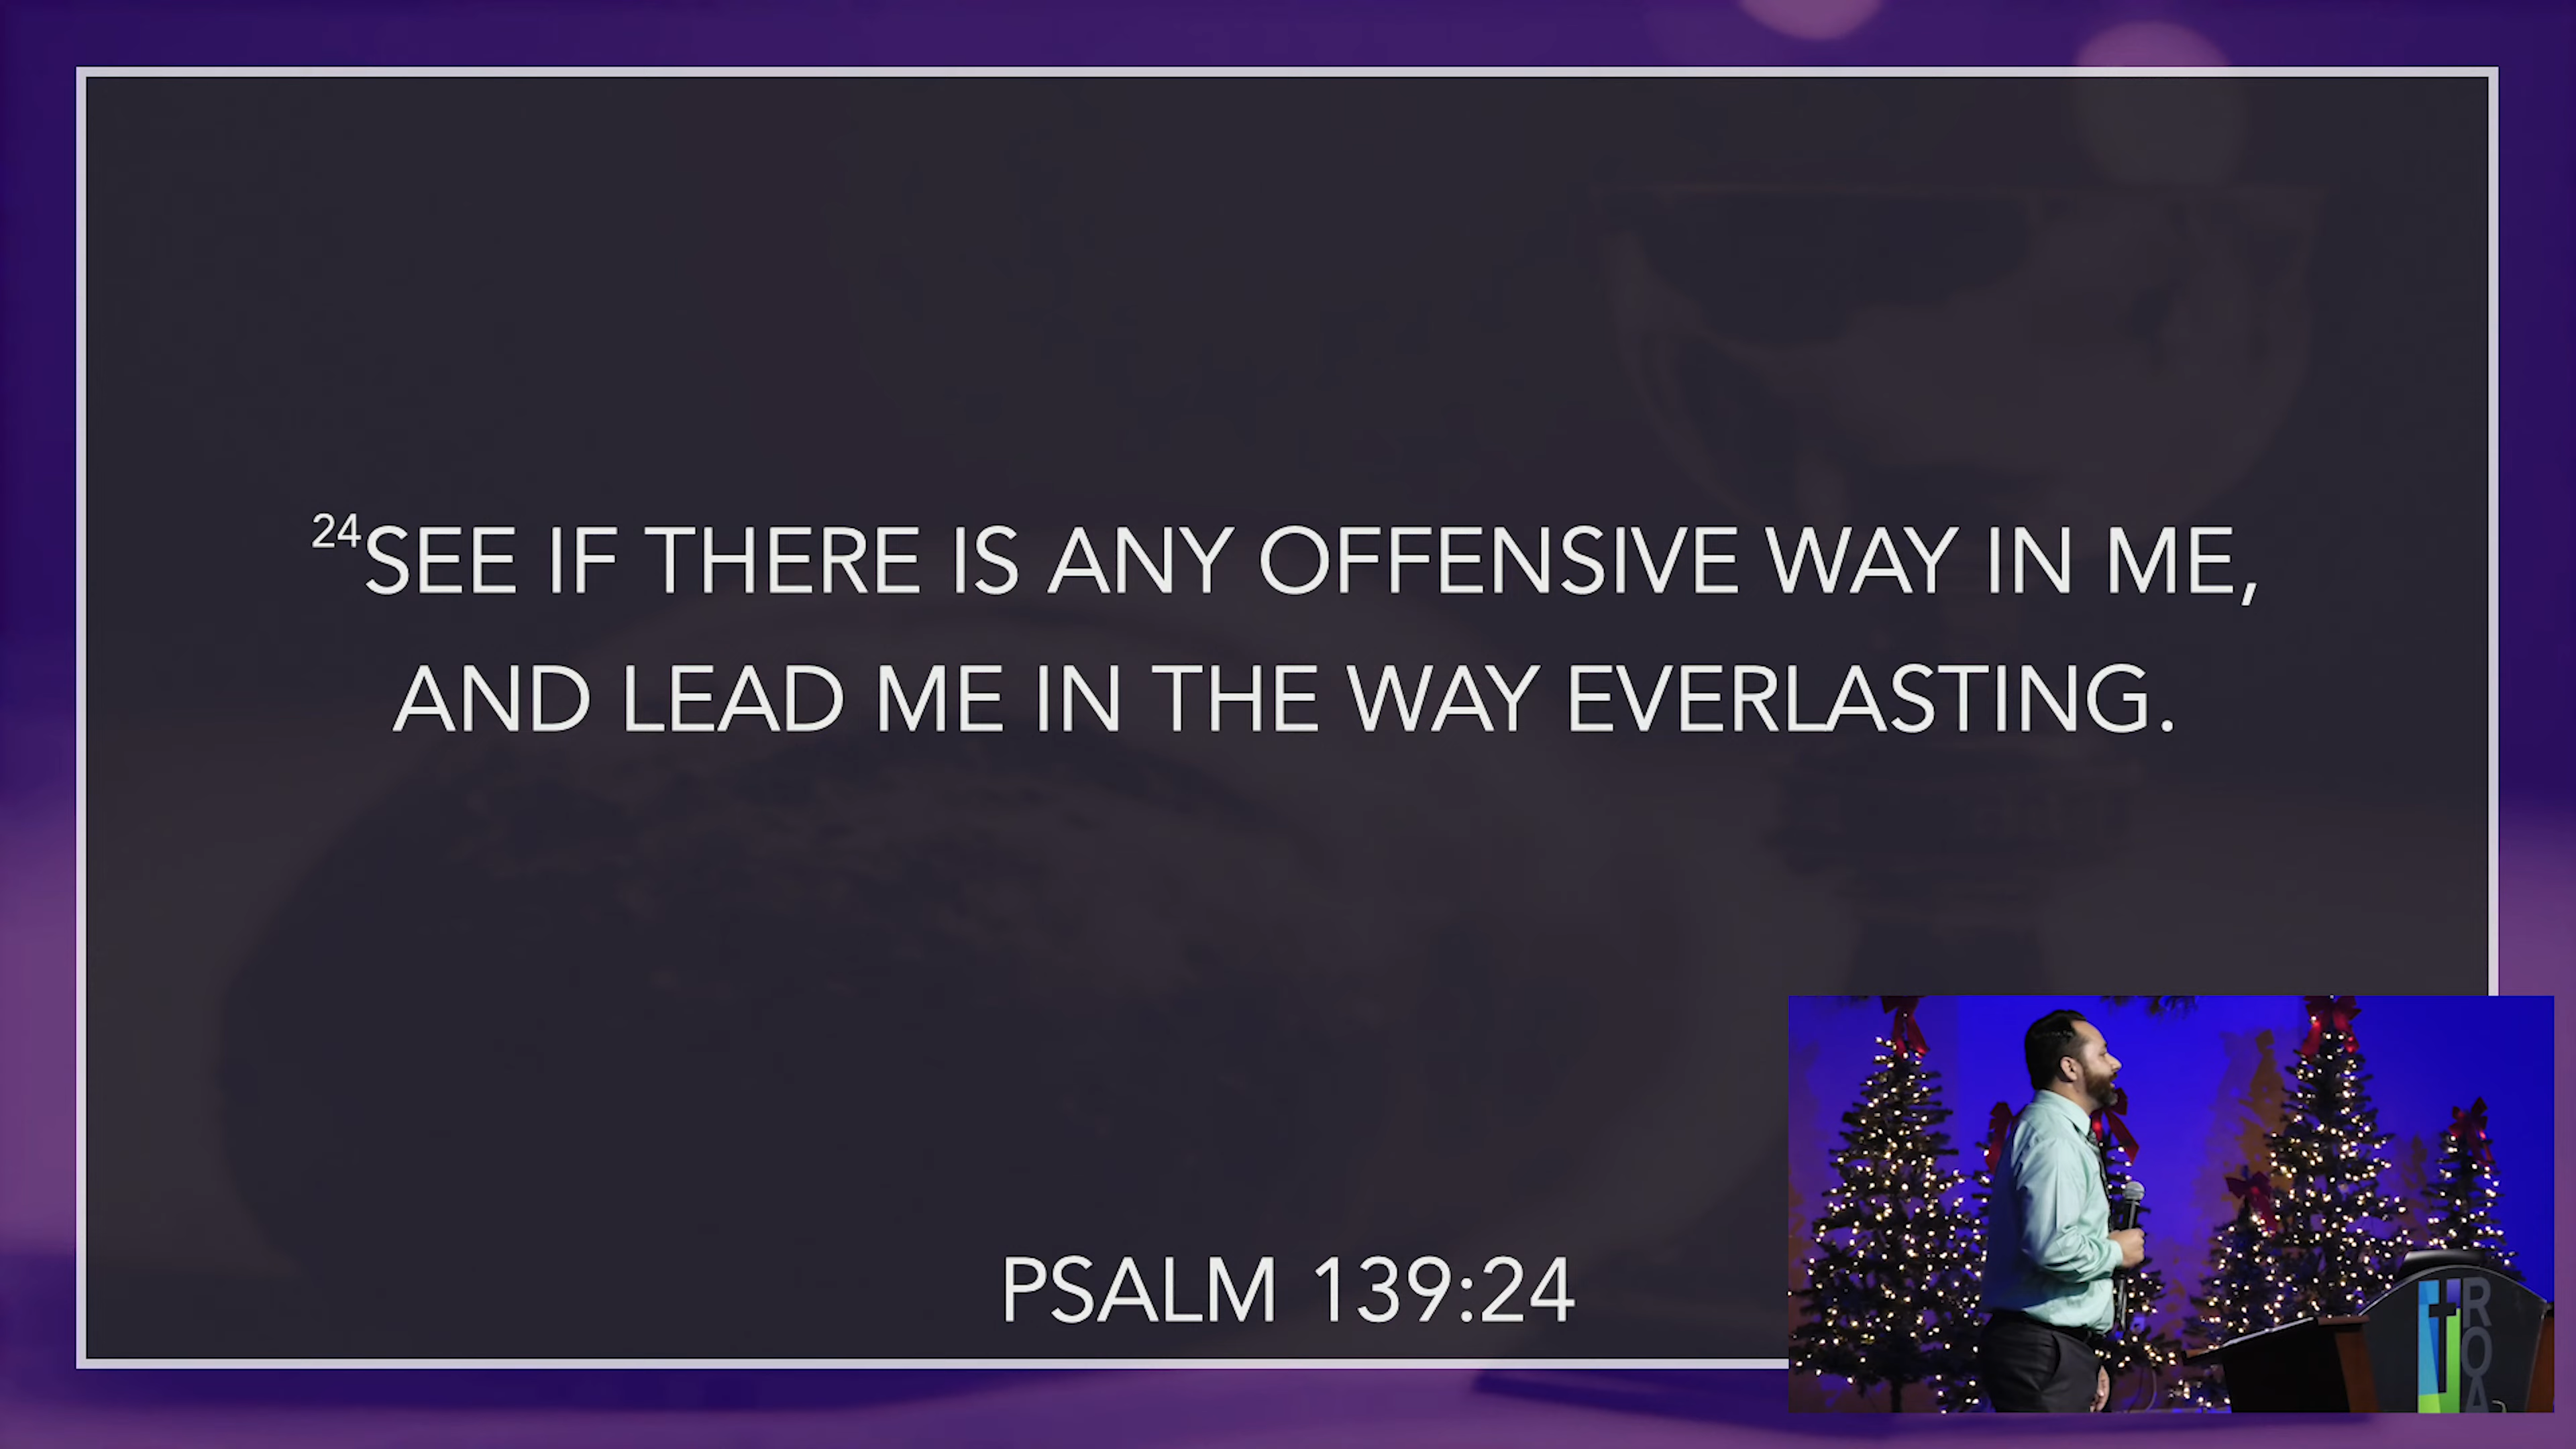 ²⁴SEE IF THERE IS ANY OFFENSIVE WAY IN ME,
AND LEAD ME IN THE WAY EVERLASTING.
PSALM 139:24
ROA